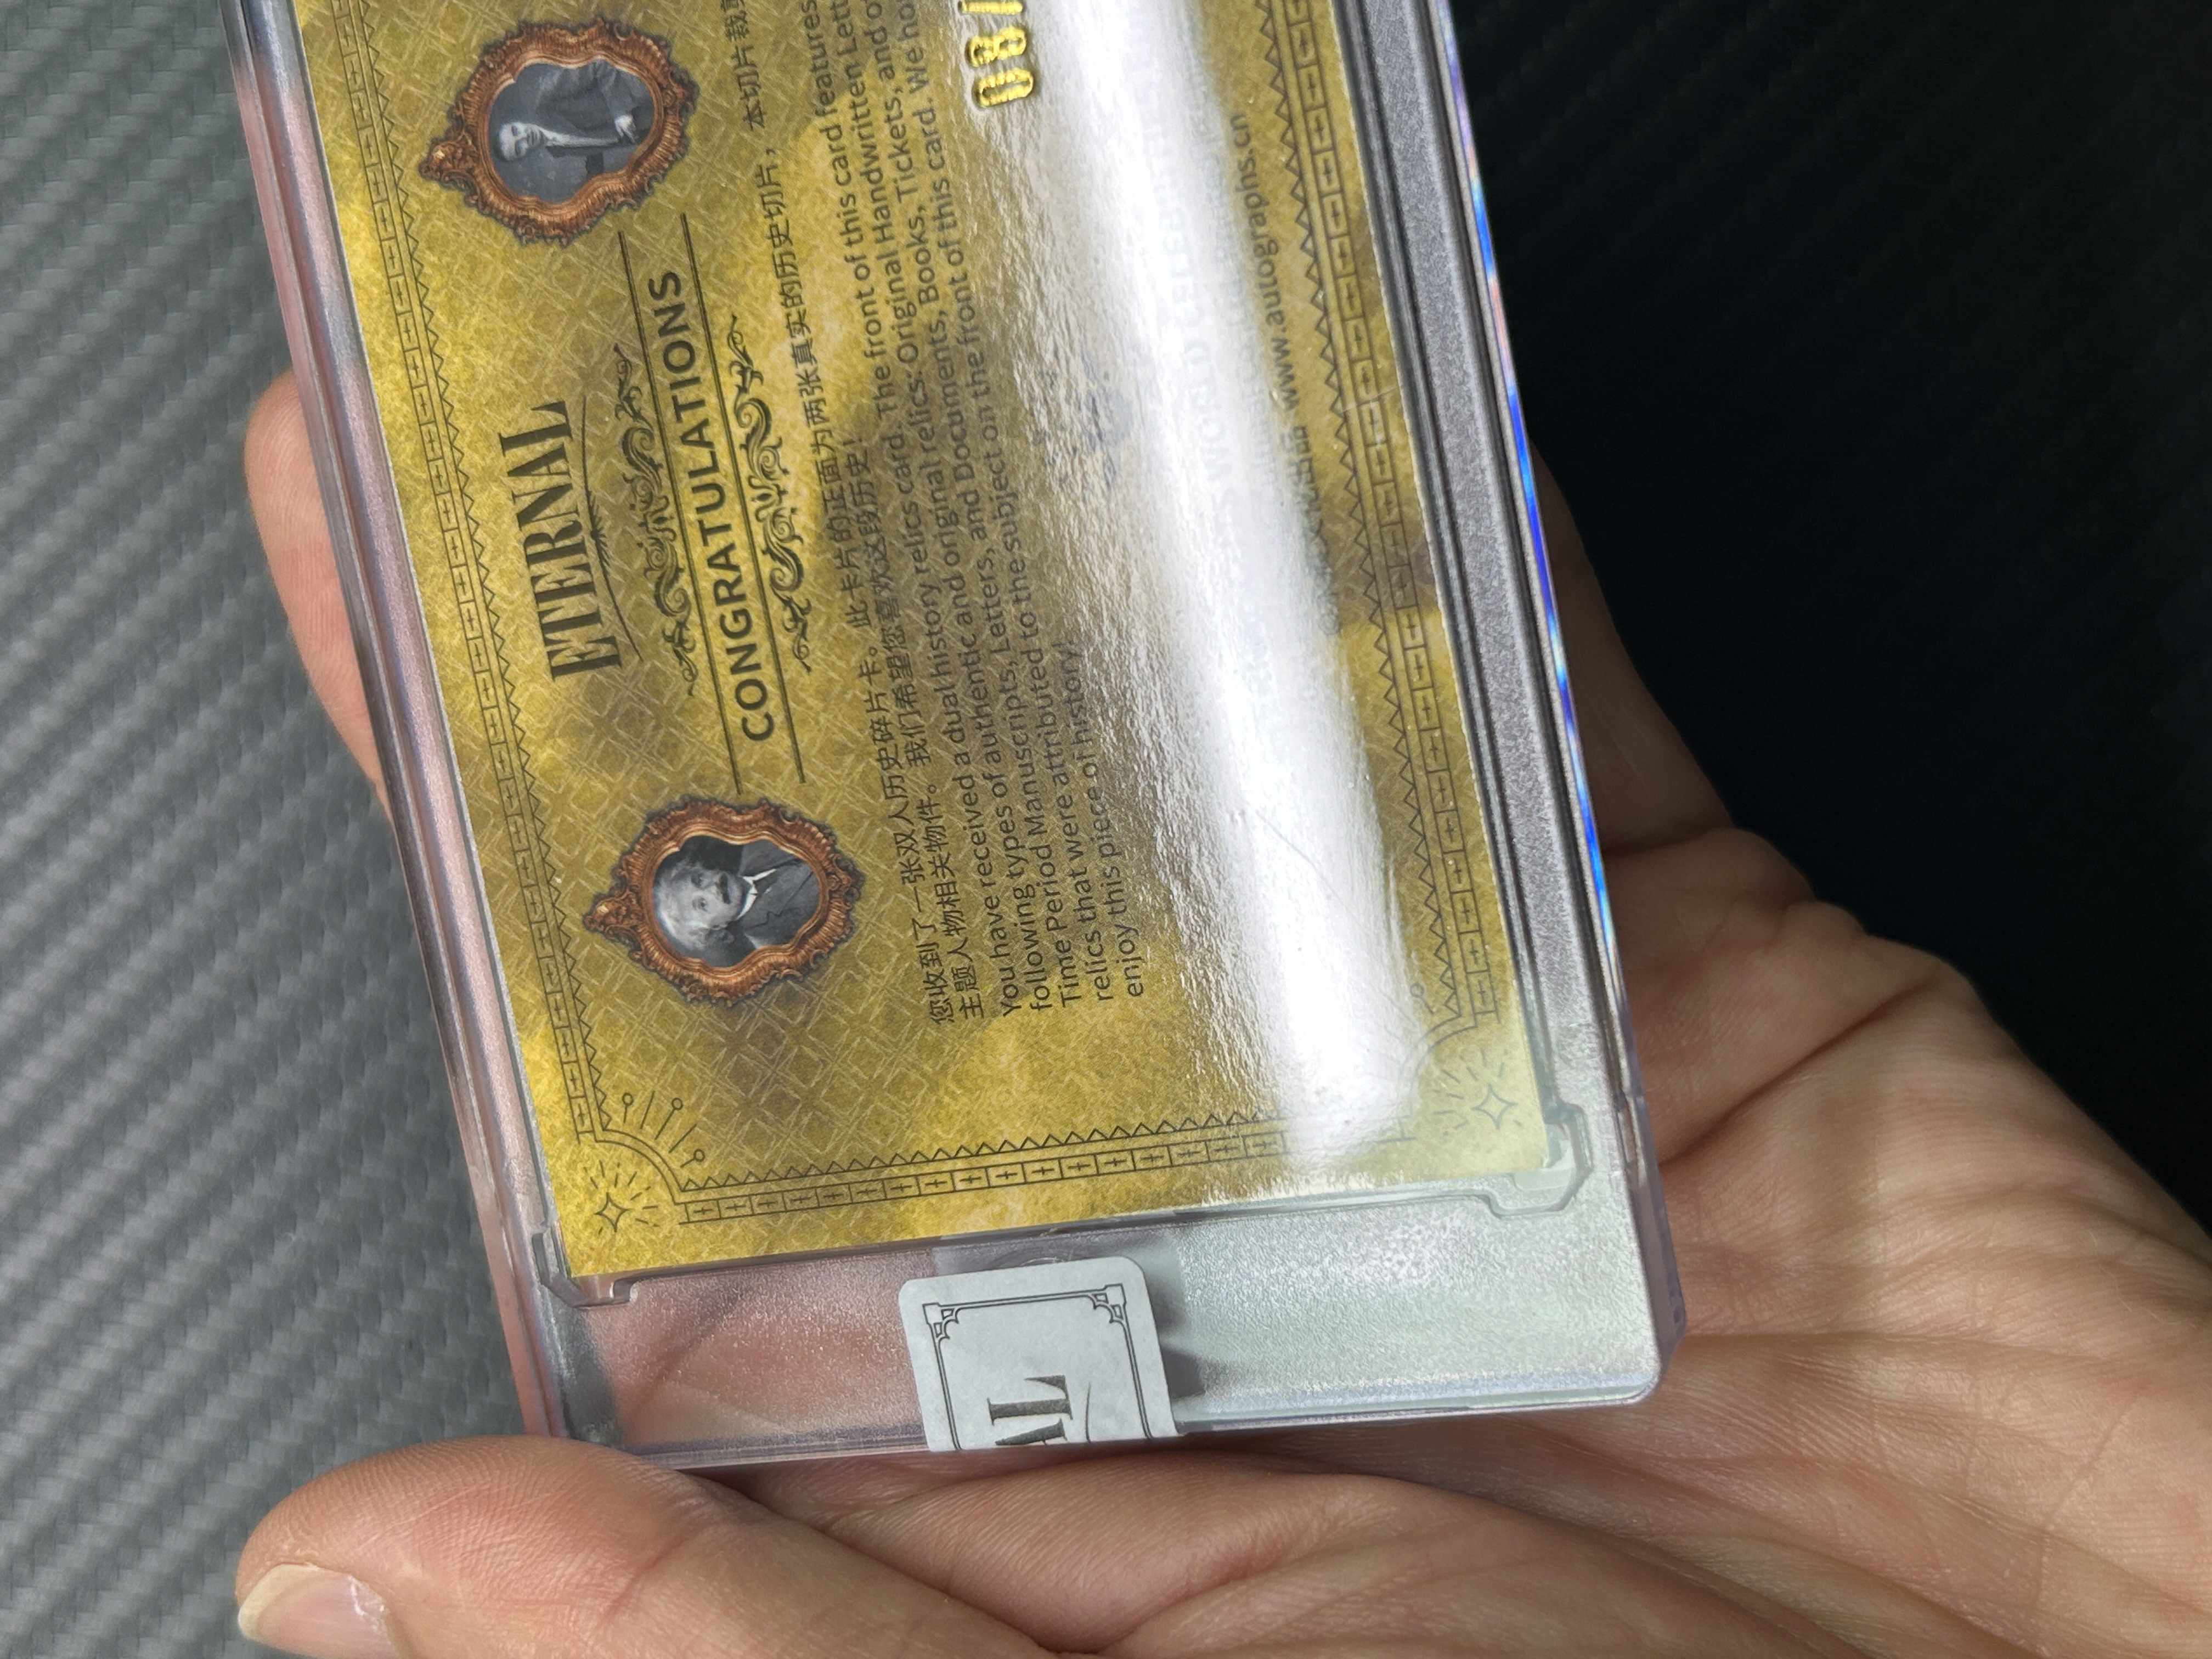 ETERNAL
CONGRATULATIONS
您收到了一张双人历史碎片卡。此卡片的正面为两张真实的历史切片，本切片裁
主题人物相关物件。我们希望您喜欢这段历史！
You have received a dual history relics card. The front of this card features
following types of authentic and original relics: Original Handwritten
Time Period Manuscripts, Letters, and Documents, Books, Tickets, and
relics that were attributed to the subject on the front of this card. We
enjoy this piece of history!
08/
www.autographs.cn
AL